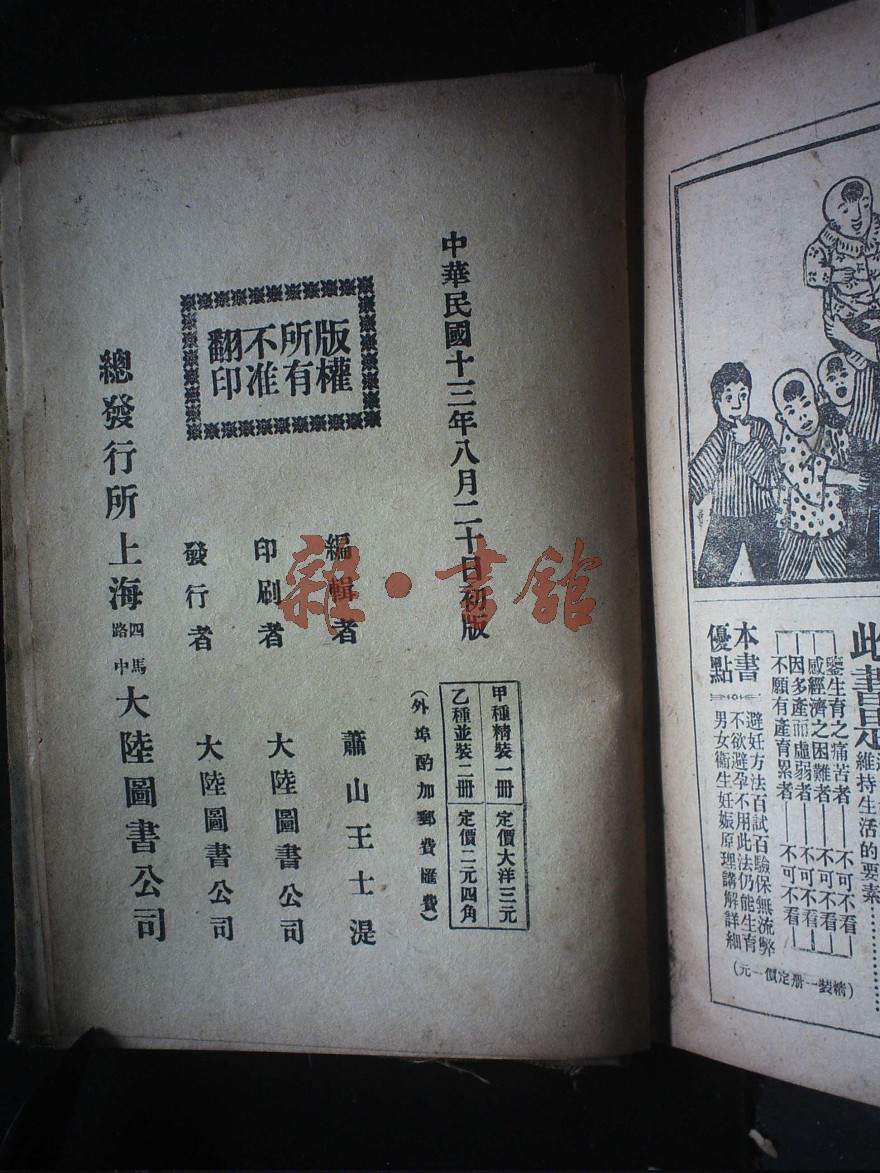 此書是
維持生活的要素………
鑒生育之痛苦者——不可不看
感經濟之困難者——不可不看
因多產而虛弱者——不可不看
不願有產育累者——不可不看
本書
優點
避妊方法百試百驗保無流弊
不欲避孕不用此法仍能生育
男女衛生妊娠原理講解詳細
(精裝一册定價一元)
中華民國十三年八月二十日初版
甲種精裝一冊 定價大洋三元
乙種並裝二冊 定價二元四角
(外埠酌加郵費匯費)
版權
所有
不准
翻印
編輯者 蕭山王士湜
印刷者 大陸圖書公司
發行者 大陸圖書公司
總發行所上海四馬路中大陸圖書公司
雜·書館